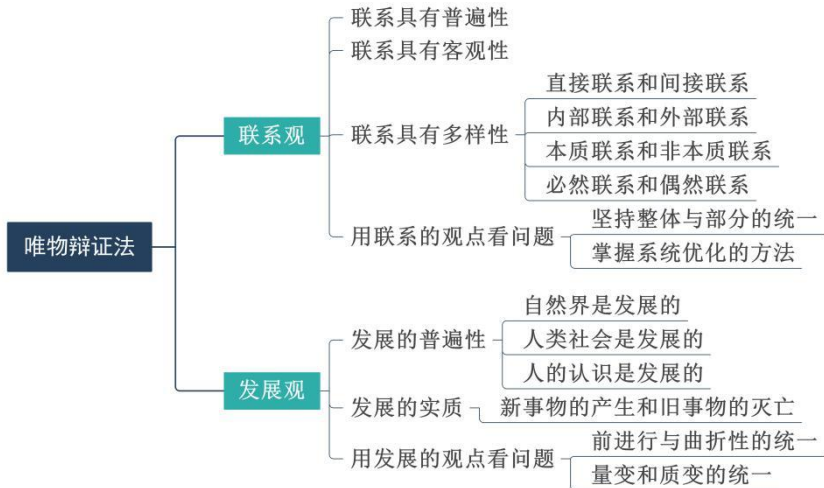 唯物辩证法
联系观
联系具有普遍性
联系具有客观性
联系具有多样性
直接联系和间接联系
内部联系和外部联系
本质联系和非本质联系
必然联系和偶然联系
用联系的观点看问题
坚持整体与部分的统一
掌握系统优化的方法
发展观
发展的普遍性
自然界是发展的
人类社会是发展的
人的认识是发展的
发展的实质
新事物的产生和旧事物的灭亡
用发展的观点看问题
前进行与曲折性的统一
量变和质变的统一